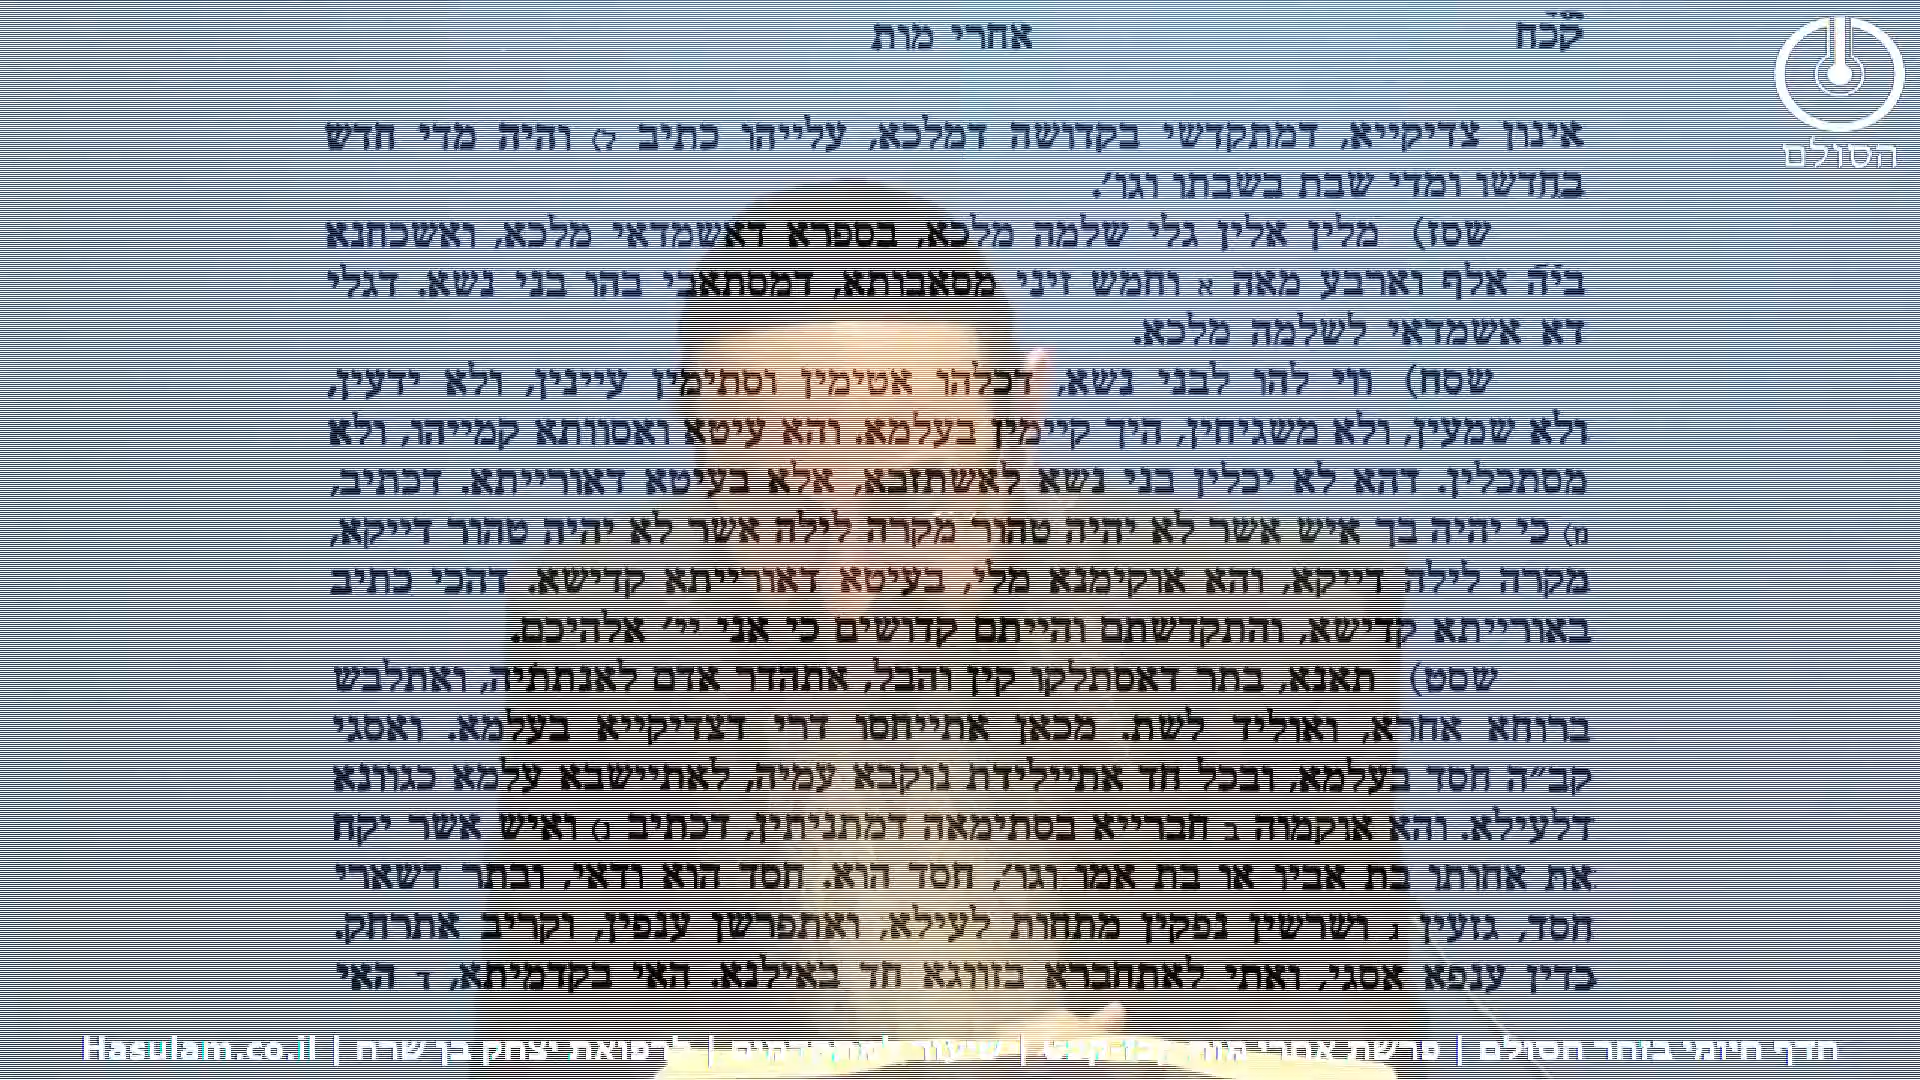 קכח
אחרי מות
הסולם
אינון צדיקייא, דמתקדשי בקדושה דמלכא, עלייהו כתיב ל) והיה מדי חדש
בחדשו ומדי שבת בשבתו וגו׳.
שסז) מלין אלין גלי שלמה מלכא, בספרא דאשמדאי מלכא, ואשכחנא
ביה אלף וארבע מאה א וחמש זיני מסאבותא, דמסתאבי בהו בני נשא. דגלי
דא אשמדאי לשלמה מלכא.
שסח) ווי להו לבני נשא, דכלהו אטימין וסתימין עיינין, ולא ידעין,
ולא שמעין, ולא משגיחין, היך קיימין בעלמא. והא עיטא ואסוותא קמייהו, ולא
מסתכלין. דהא לא יכלין בני נשא לאשתזבא, אלא בעיטא דאורייתא. דכתיב,
מ) כי יהיה בך איש אשר לא יהיה טהור מקרה לילה אשר לא יהיה טהור דייקא,
מקרה לילה דייקא, והא אוקימנא מלי, בעיטא דאורייתא קדישא. דהכי כתיב
באורייתא קדישא, והתקדשתם והייתם קדושים כי אני יי׳ אלהיכם.
שסט) תאנא, בתר דאסתלקו קין והבל, אתהדר אדם לאנתתיה, ואתלבש
ברוחא אחרא, ואוליד לשת. מכאן אתייחסו דרי דצדיקייא בעלמא. ואסגי
קב״ה חסד בעלמא, ובכל חד אתיילידת נוקבא עמיה, לאתיישבא עלמא כגוונא
דלעילא. והא אוקמוה ב חברייא בסתימאה דמתניתין, דכתיב נ) ואיש אשר יקח
את אחותו בת אביו או בת אמו וגו׳, חסד הוא. חסד הוא ודאי, ובתר דשארי
חסד, גזעין ג ושרשין נפקין מתחות לעילא, ואתפרשן ענפין, וקריב אתרחק.
כדין ענפא אסגי, ואתי לאתחברא בזווגא חד באילנא. האי בקדמיתא, ד האי
הדף היומי בזוהר הסולם | פרשת אחרי מות | שיעור למתקדמים | לרפואת יצחק בן שרה | Hasulam.co.il